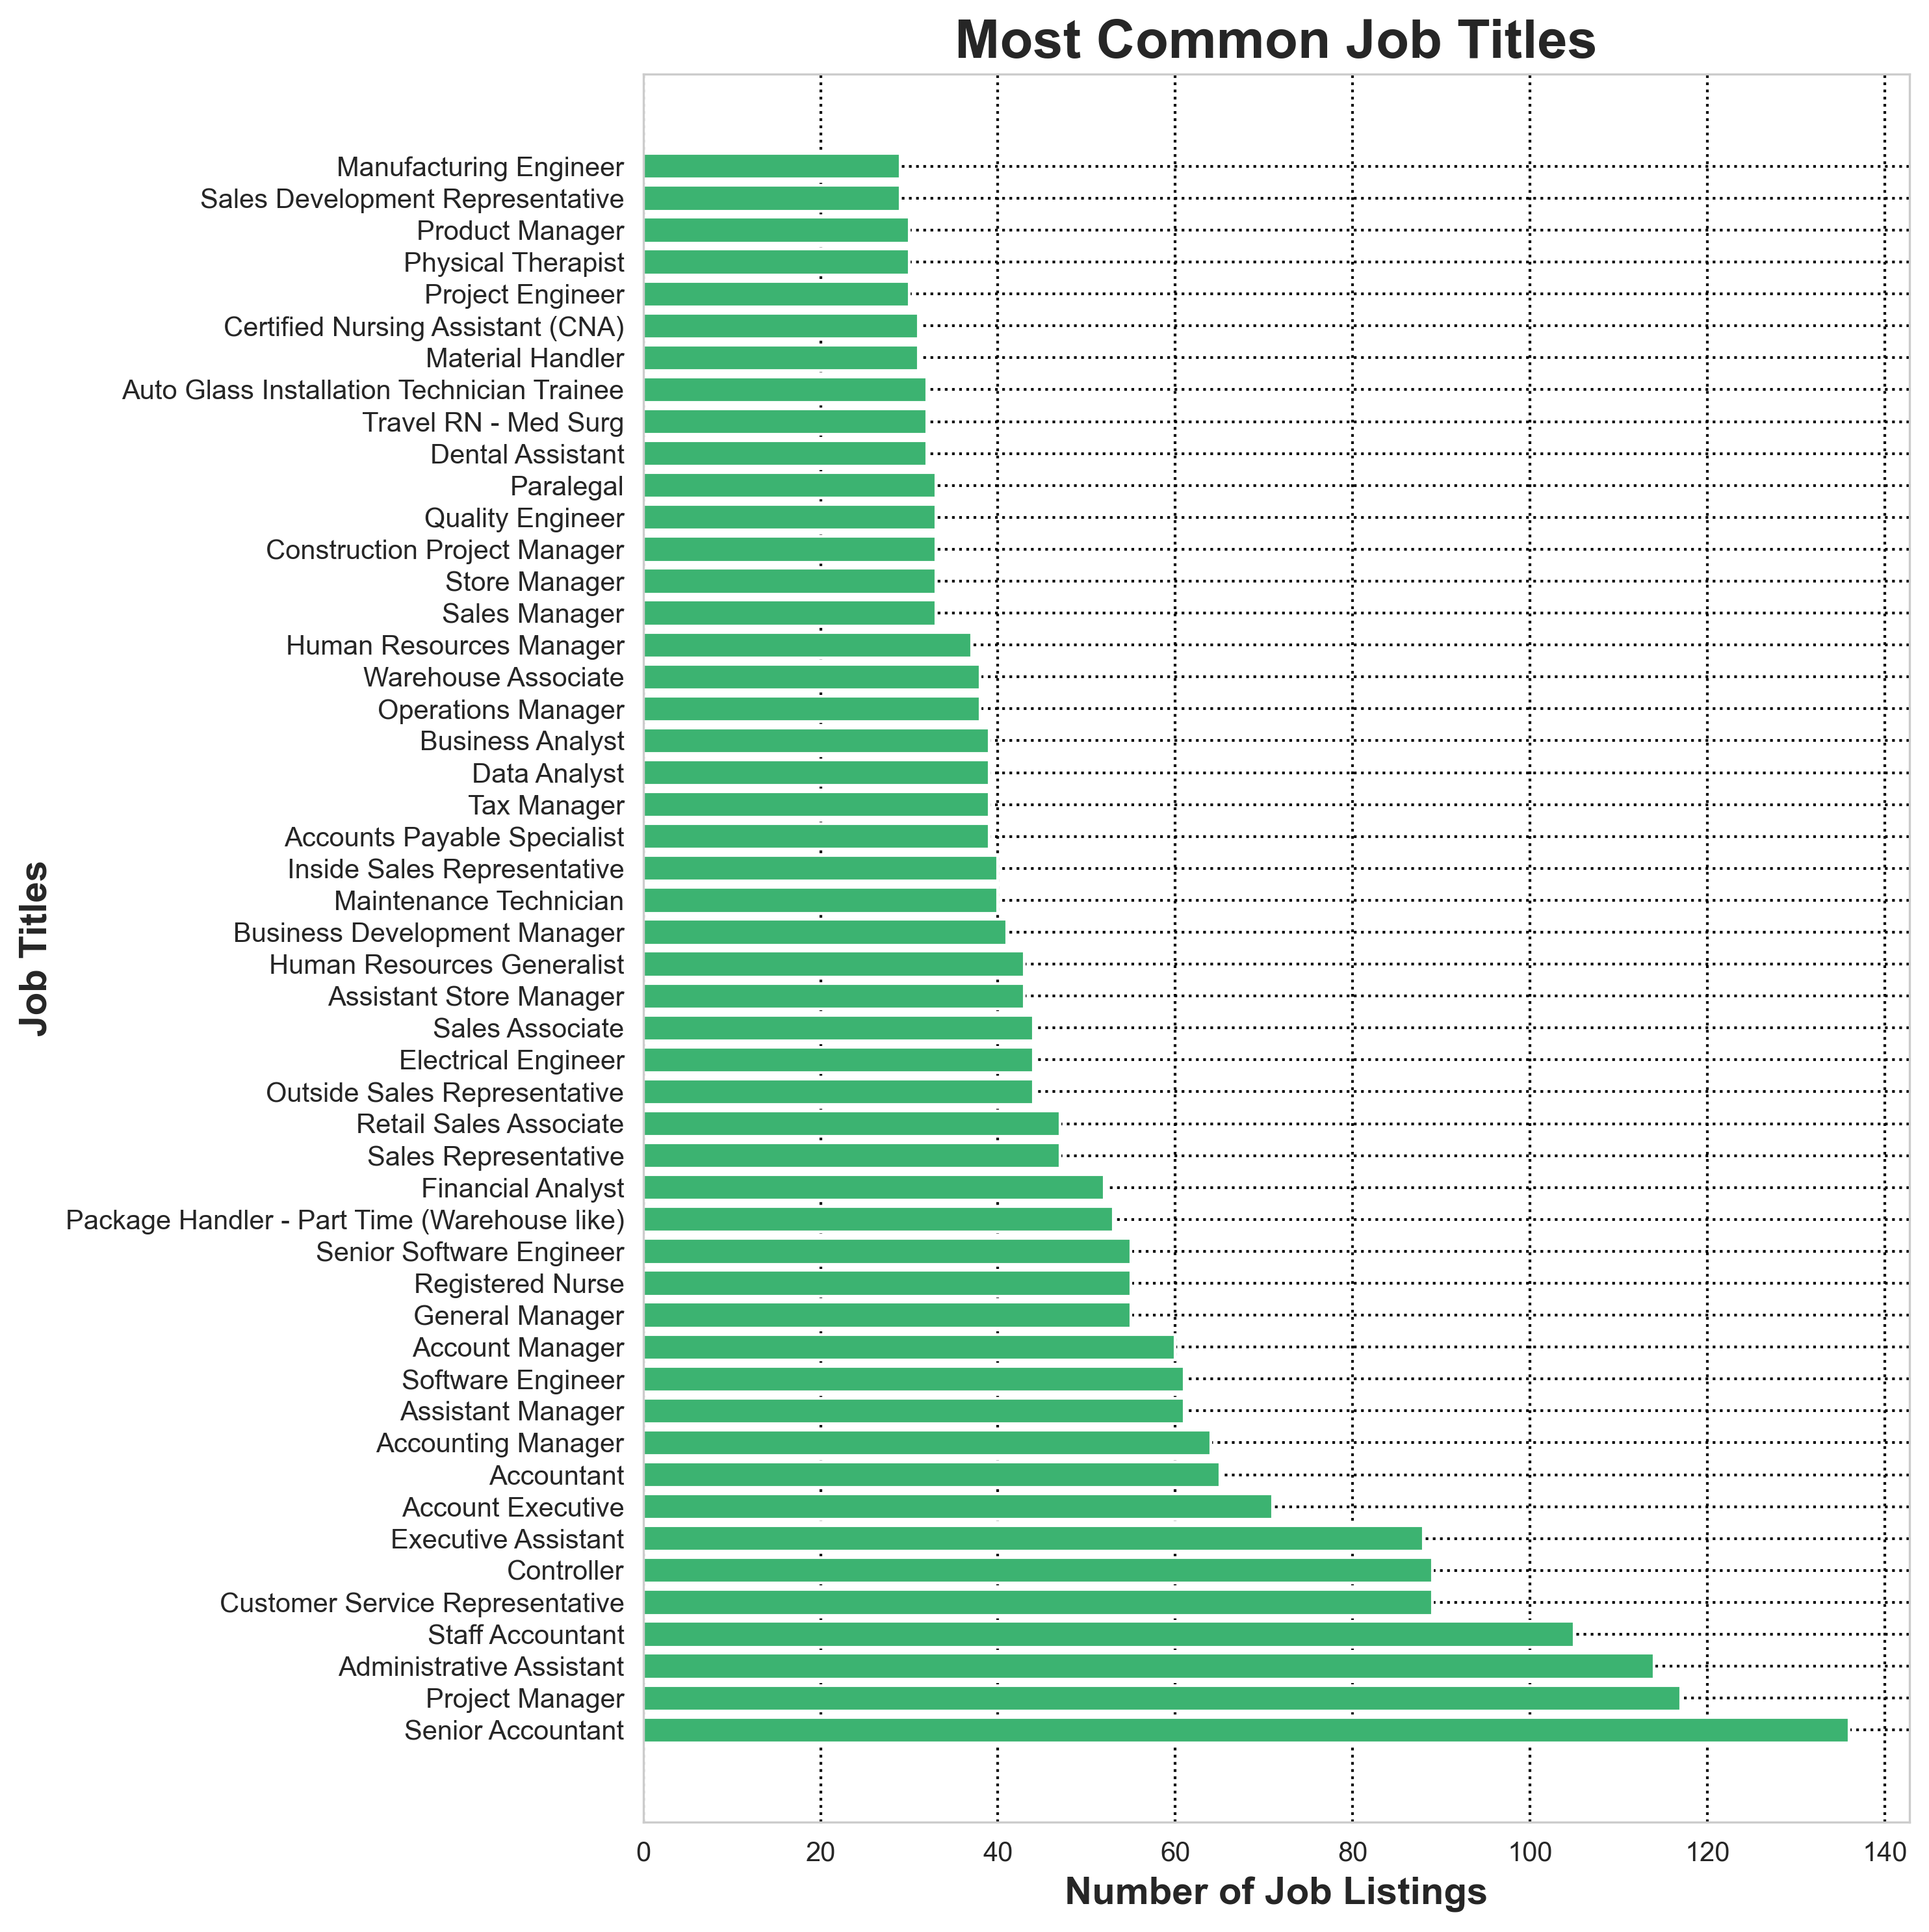 Most Common Job Titles
Manufacturing Engineer
Sales Development Representative
Product Manager
Physical Therapist
Project Engineer
Certified Nursing Assistant (CNA)
Material Handler
Auto Glass Installation Technician Trainee
Travel RN - Med Surg
Dental Assistant
Paralegal
Quality Engineer
Construction Project Manager
Store Manager
Sales Manager
Human Resources Manager
Warehouse Associate
Operations Manager
Business Analyst
Data Analyst
Tax Manager
Accounts Payable Specialist
Inside Sales Representative
Maintenance Technician
Business Development Manager
Human Resources Generalist
Assistant Store Manager
Sales Associate
Electrical Engineer
Outside Sales Representative
Retail Sales Associate
Sales Representative
Financial Analyst
Package Handler - Part Time (Warehouse like)
Senior Software Engineer
Registered Nurse
General Manager
Account Manager
Software Engineer
Assistant Manager
Accounting Manager
Accountant
Account Executive
Executive Assistant
Controller
Customer Service Representative
Staff Accountant
Administrative Assistant
Project Manager
Senior Accountant
Job Titles
0 20 40 60 80 100 120 140
Number of Job Listings